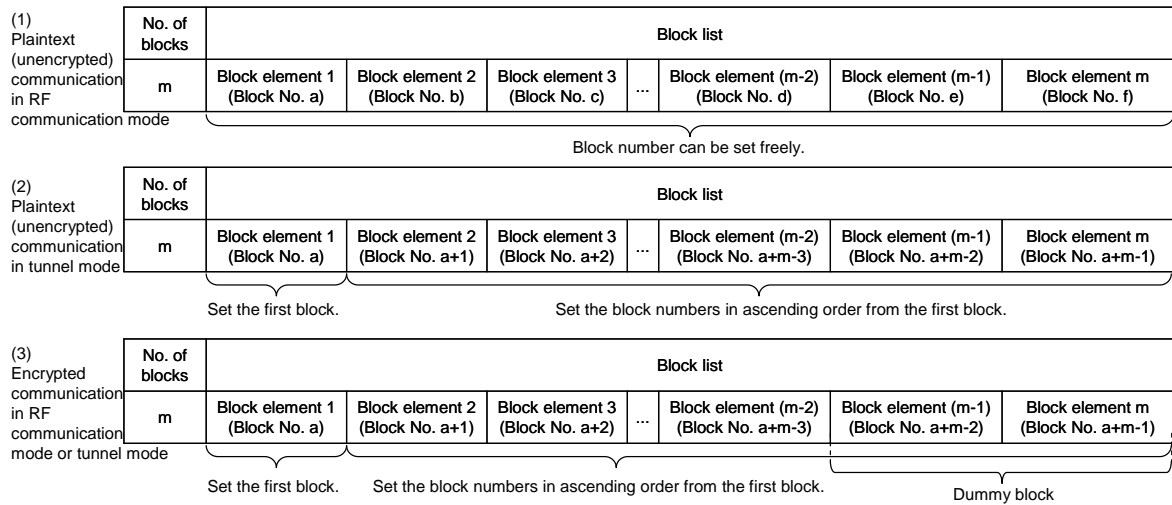 (1)
Plaintext
(unencrypted)
communication
in RF
communication mode
No. of
blocks
Block list
m
Block element 1
(Block No. a)
Block element 2
(Block No. b)
Block element 3
(Block No. c)
...
Block element (m-2)
(Block No. d)
Block element (m-1)
(Block No. e)
Block element m
(Block No. f)
Block number can be set freely.
(2)
Plaintext
(unencrypted)
communication
in tunnel mode
No. of
blocks
Block list
m
Block element 1
(Block No. a)
Block element 2
(Block No. a+1)
Block element 3
(Block No. a+2)
...
Block element (m-2)
(Block No. a+m-3)
Block element (m-1)
(Block No. a+m-2)
Block element m
(Block No. a+m-1)
Set the first block.
Set the block numbers in ascending order from the first block.
(3)
Encrypted
communication
in RF
communication
mode or tunnel mode
No. of
blocks
Block list
m
Block element 1
(Block No. a)
Block element 2
(Block No. a+1)
Block element 3
(Block No. a+2)
...
Block element (m-2)
(Block No. a+m-3)
Block element (m-1)
(Block No. a+m-2)
Block element m
(Block No. a+m-1)
Set the first block.
Set the block numbers in ascending order from the first block.
Dummy block